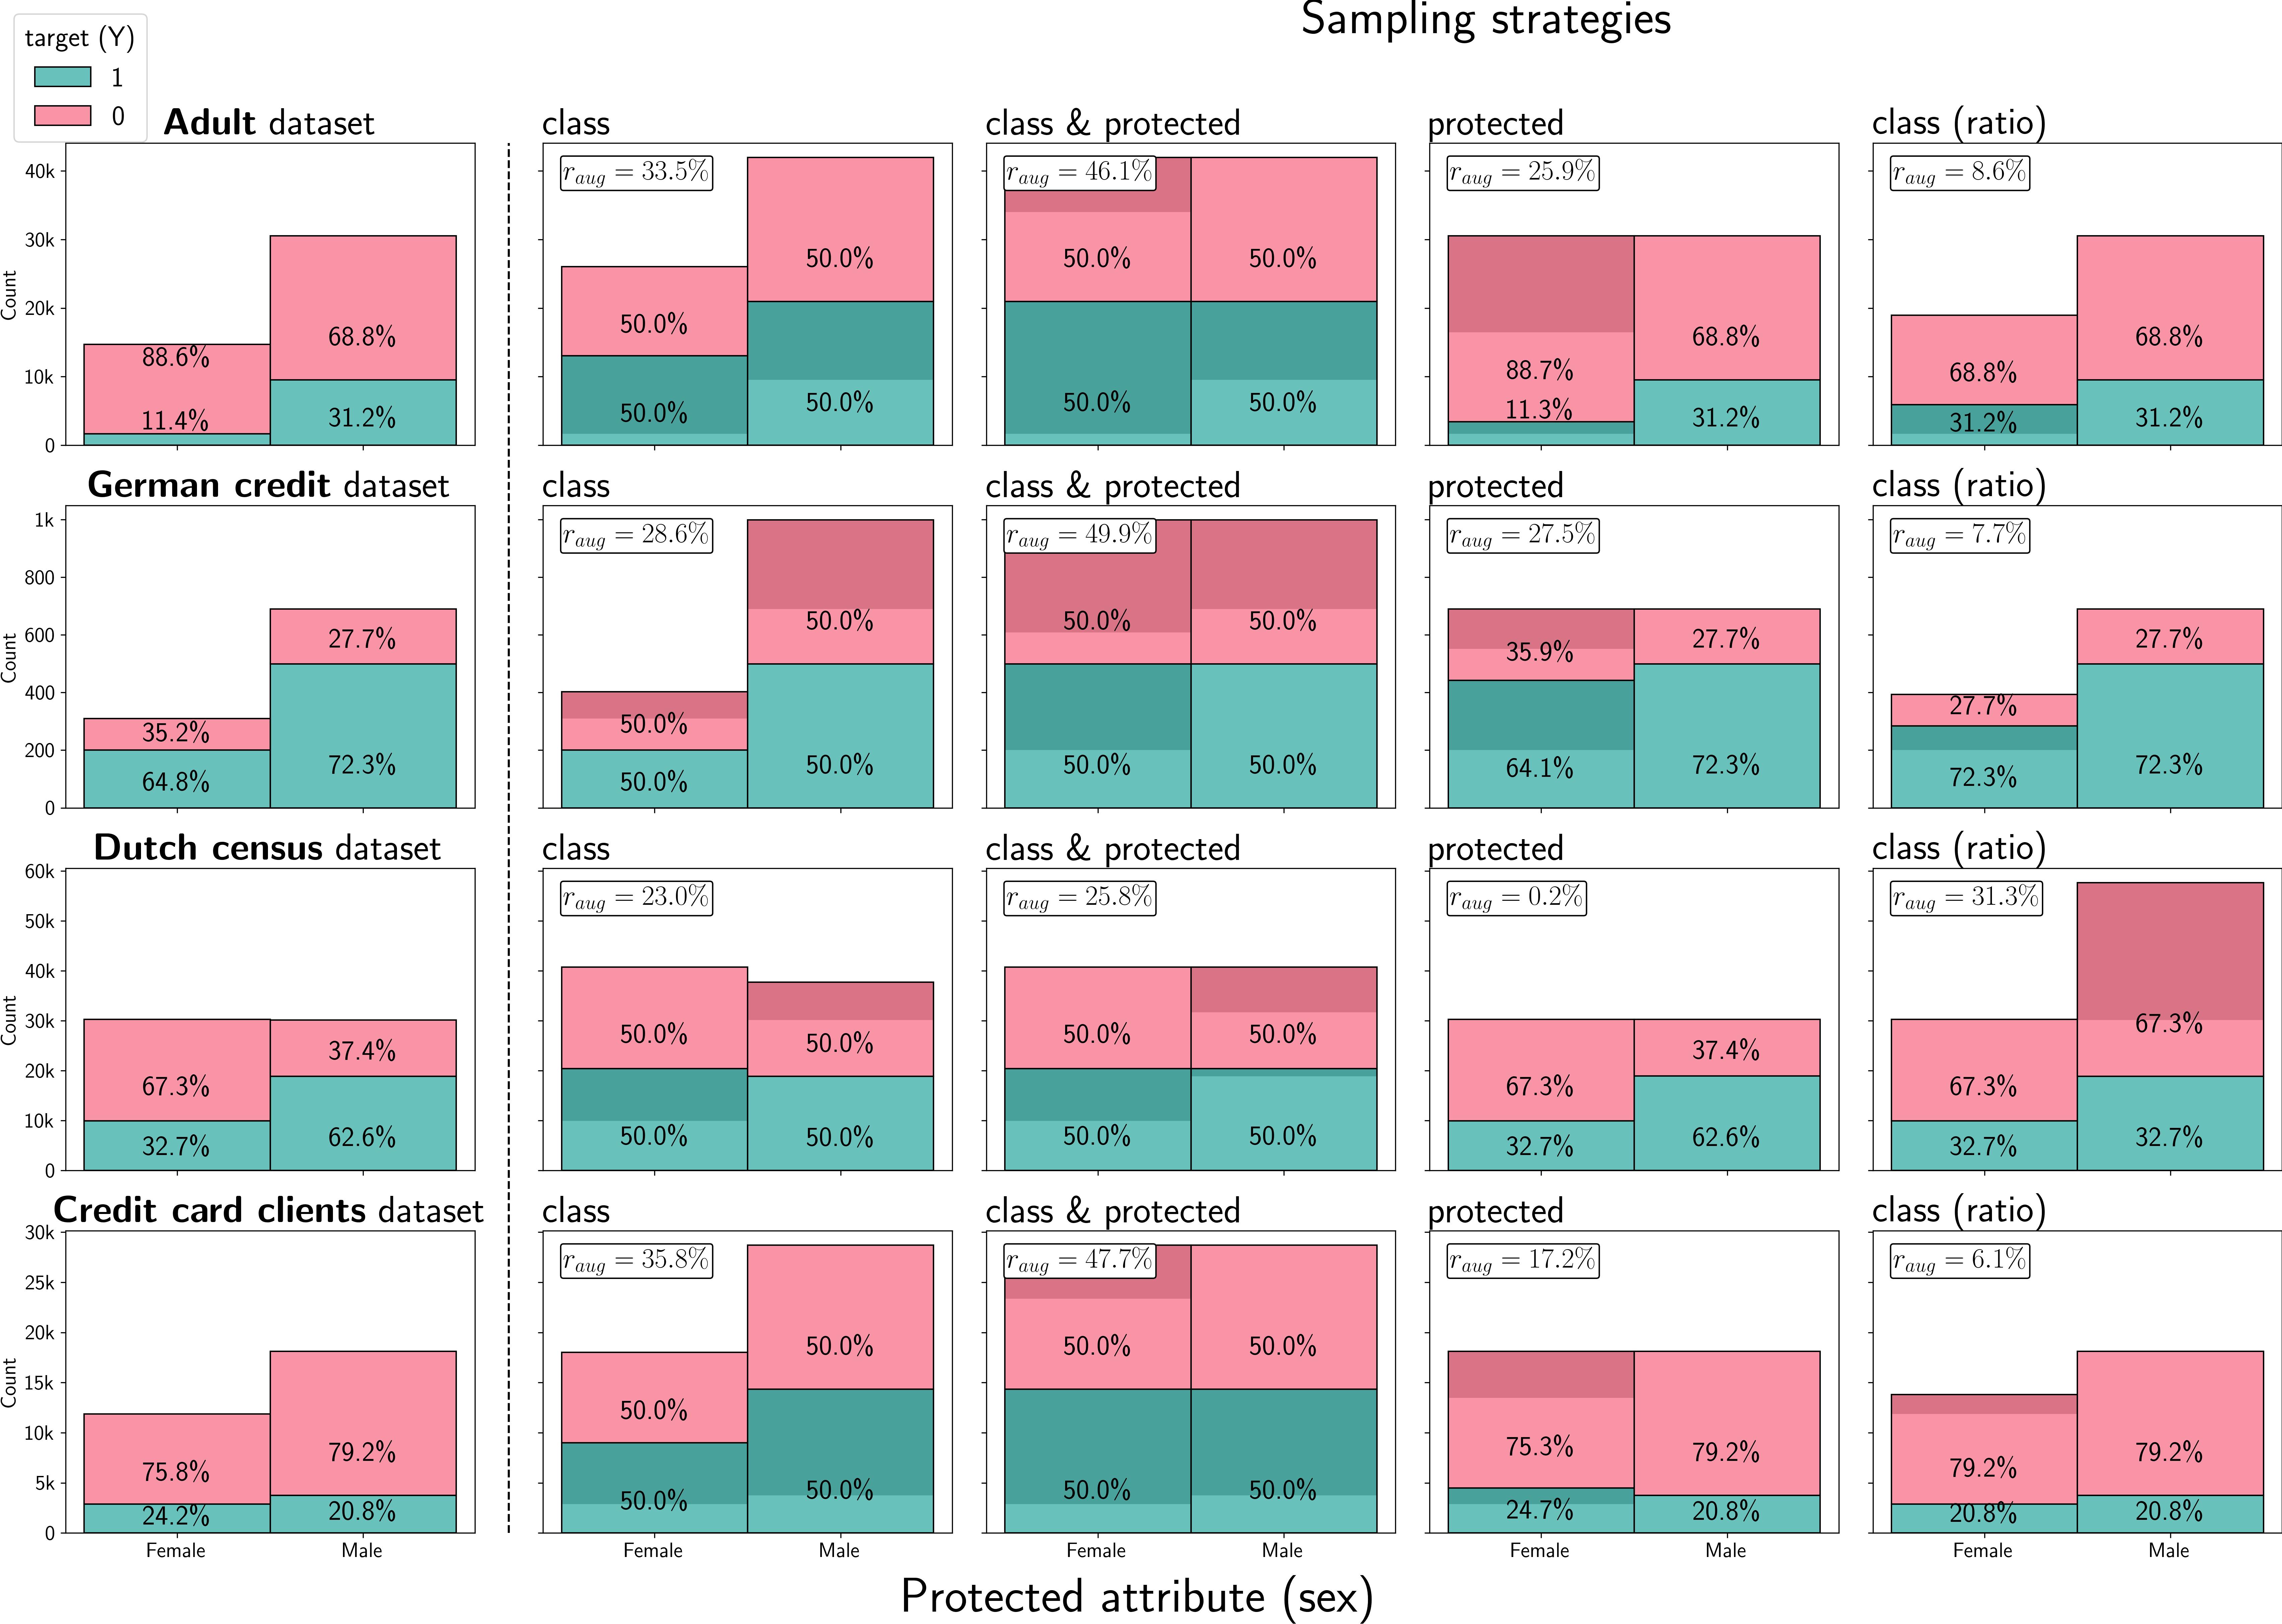 Sampling strategies
target (Y)
1
0
Adult dataset
class
class & protected
protected
class (ratio)
Count
40k
30k
20k
10k
0
88.6%
11.4%
68.8%
31.2%
r_aug = 33.5%
50.0%
50.0%
50.0%
50.0%
r_aug = 46.1%
50.0%
50.0%
50.0%
50.0%
r_aug = 25.9%
88.7%
11.3%
68.8%
31.2%
r_aug = 8.6%
68.8%
31.2%
68.8%
31.2%
German credit dataset
class
class & protected
protected
class (ratio)
Count
1k
800
600
400
200
0
35.2%
64.8%
27.7%
72.3%
r_aug = 28.6%
50.0%
50.0%
50.0%
50.0%
r_aug = 49.9%
50.0%
50.0%
50.0%
50.0%
r_aug = 27.5%
35.9%
64.1%
27.7%
72.3%
r_aug = 7.7%
27.7%
72.3%
27.7%
72.3%
Dutch census dataset
class
class & protected
protected
class (ratio)
Count
60k
50k
40k
30k
20k
10k
0
67.3%
32.7%
37.4%
62.6%
r_aug = 23.0%
50.0%
50.0%
50.0%
50.0%
r_aug = 25.8%
50.0%
50.0%
50.0%
50.0%
r_aug = 0.2%
67.3%
32.7%
37.4%
62.6%
r_aug = 31.3%
67.3%
32.7%
67.3%
32.7%
Credit card clients dataset
class
class & protected
protected
class (ratio)
Count
30k
25k
20k
15k
10k
5k
0
75.8%
24.2%
79.2%
20.8%
r_aug = 35.8%
50.0%
50.0%
50.0%
50.0%
r_aug = 47.7%
50.0%
50.0%
50.0%
50.0%
r_aug = 17.2%
75.3%
24.7%
79.2%
20.8%
r_aug = 6.1%
79.2%
20.8%
79.2%
20.8%
Female Male
Female Male
Female Male
Female Male
Female Male
Protected attribute (sex)